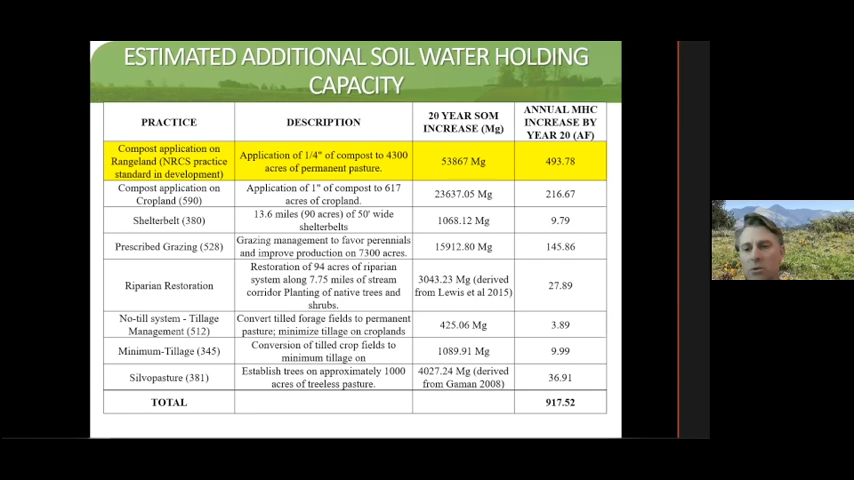 ESTIMATED ADDITIONAL SOIL WATER HOLDING
CAPACITY
PRACTICE
DESCRIPTION
20 YEAR SOM
INCREASE (Mg)
ANNUAL MHC
INCREASE BY
YEAR 20 (AF)
Compost application on
Rangeland (NRCS practice
standard in development)
Application of 1/4" of compost to 4300
acres of permanent pasture.
53867 Mg
493.78
Compost application on
Cropland (590)
Application of 1" of compost to 617
acres of cropland.
23637.05 Mg
216.67
Shelterbelt (380)
13.6 miles (90 acres) of 50' wide
shelterbelts
1068.12 Mg
9.79
Prescribed Grazing (528)
Grazing management to favor perennials
and improve production on 7300 acres.
15912.80 Mg
145.86
Riparian Restoration
Restoration of 94 acres of riparian
system along 7.75 miles of stream
corridor Planting of native trees and
shrubs.
3043.23 Mg (derived
from Lewis et al 2015)
27.89
No-till system - Tillage
Management (512)
Convert tilled forage fields to permanent
pasture; minimize tillage on croplands
425.06 Mg
3.89
Minimum-Tillage (345)
Conversion of tilled crop fields to
minimum tillage on
1089.91 Mg
9.99
Silvopasture (381)
Establish trees on approximately 1000
acres of treeless pasture.
4027.24 Mg (derived
from Gaman 2008)
36.91
TOTAL
917.52